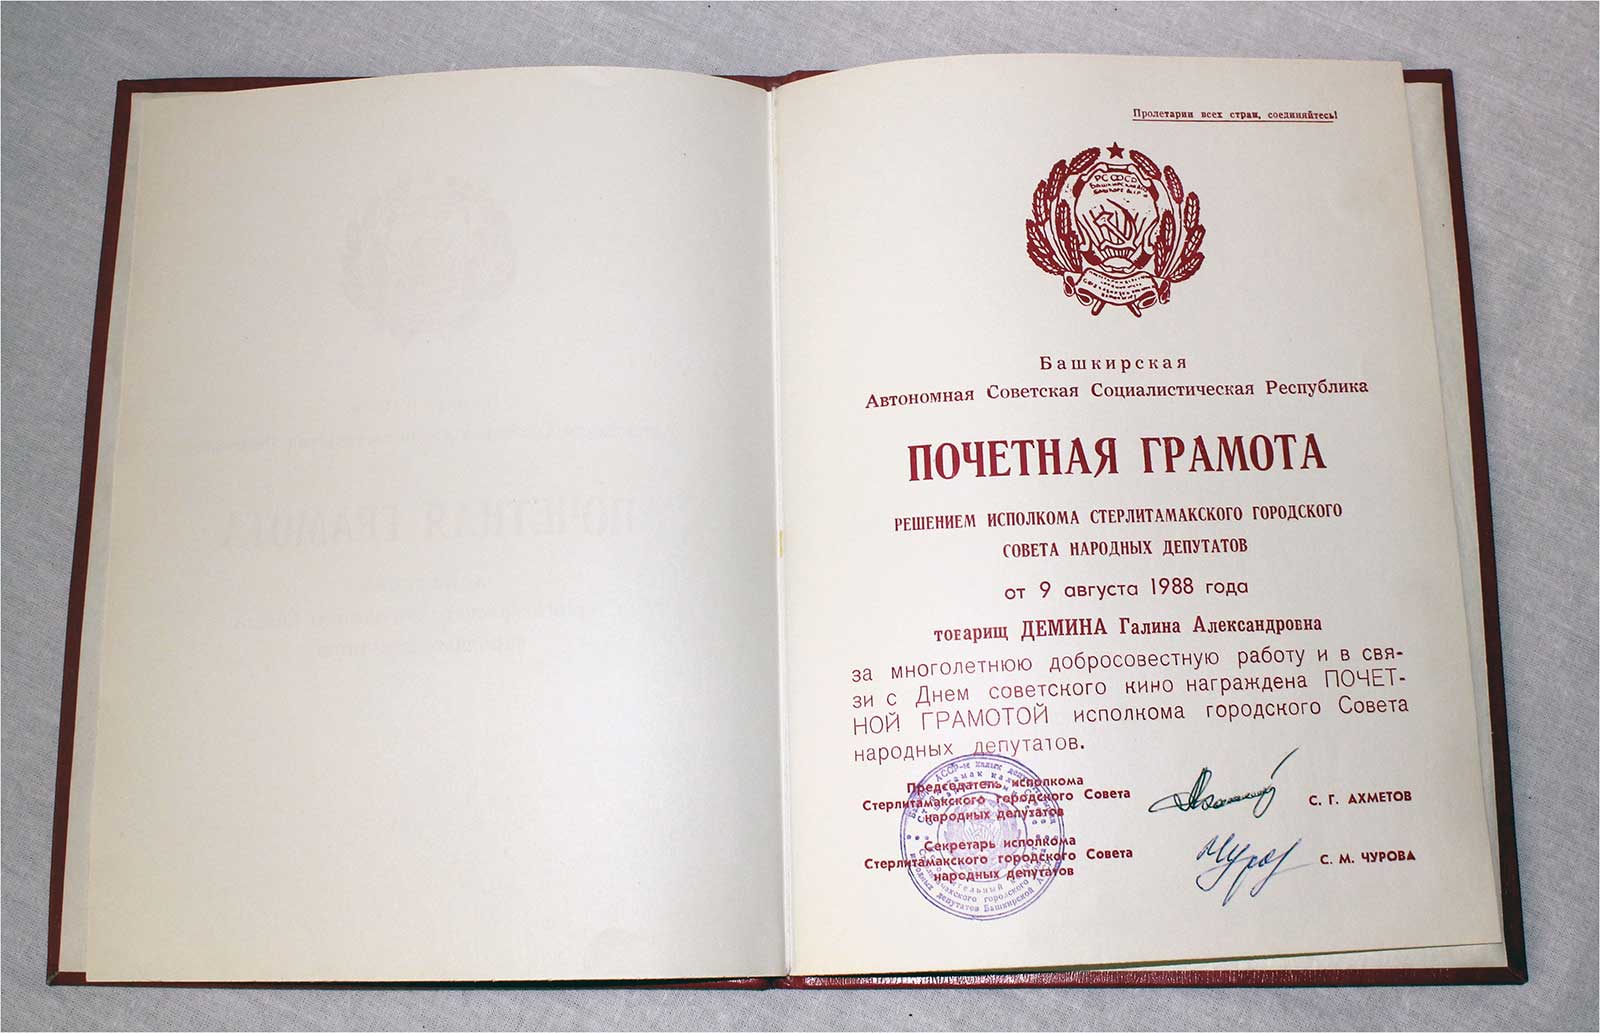 Пролетарии всех стран, соединяйтесь!
РСФСР
Башкирская
Автономная Советская Социалистическая Республика
ПОЧЕТНАЯ ГРАМОТА
РЕШЕНИЕМ ИСПОЛКОМА СТЕРЛИТАМАКСКОГО ГОРОДСКОГО
СОВЕТА НАРОДНЫХ ДЕПУТАТОВ
от 9 августа 1988 года
товарищ ДЕМИНА Галина Александровна
за многолетнюю добросовестную работу и в свя-
зи с Днем советского кино награждена ПОЧЕТ-
НОЙ ГРАМОТОЙ исполкома городского Совета
народных депутатов.
Председатель исполкома
Стерлитамакского городского Совета
народных депутатов
С. Г. АХМЕТОВ
Секретарь исполкома
Стерлитамакского городского Совета
народных депутатов
С. М. ЧУРОВА